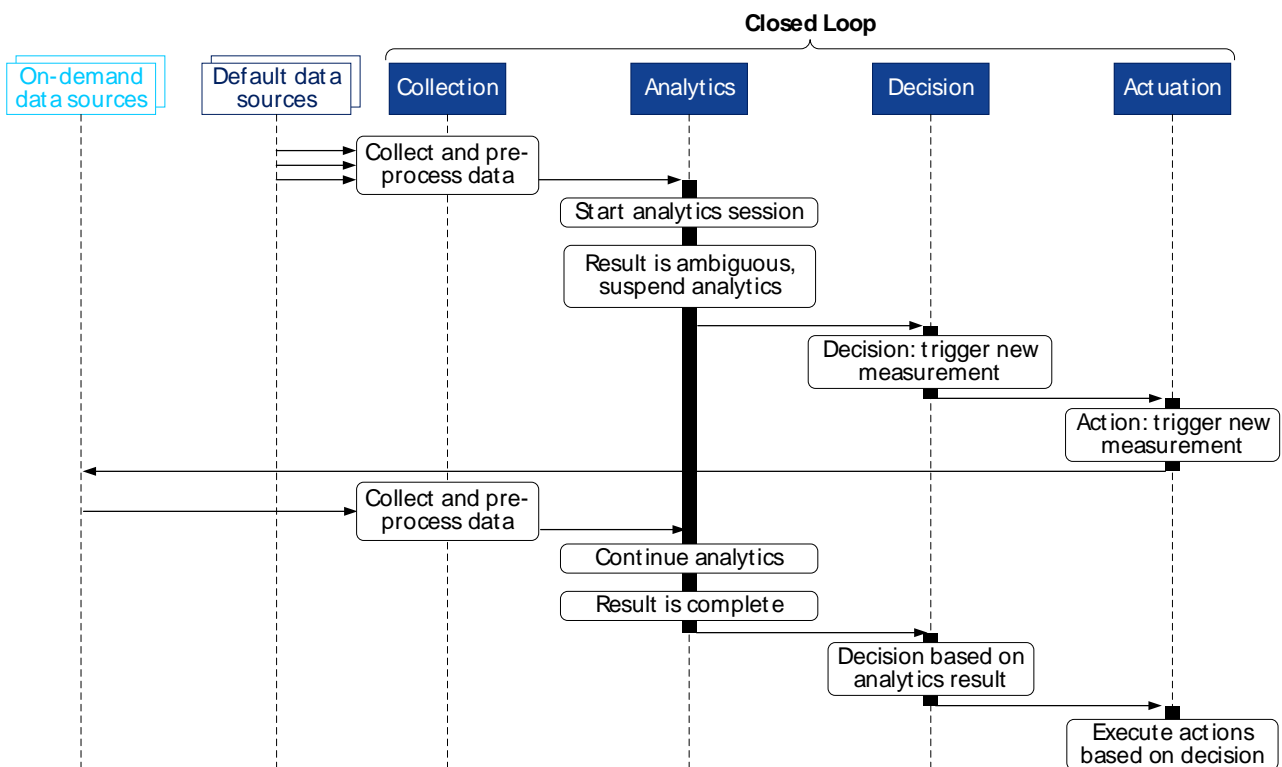 Closed Loop
On-demand
data sources
Default data
sources
Collection
Analytics
Decision
Actuation
Collect and pre-
process data
Start analytics session
Result is ambiguous,
suspend analytics
Decision: trigger new
measurement
Action: trigger new
measurement
Collect and pre-
process data
Continue analytics
Result is complete
Decision based on
analytics result
Execute actions
based on decision